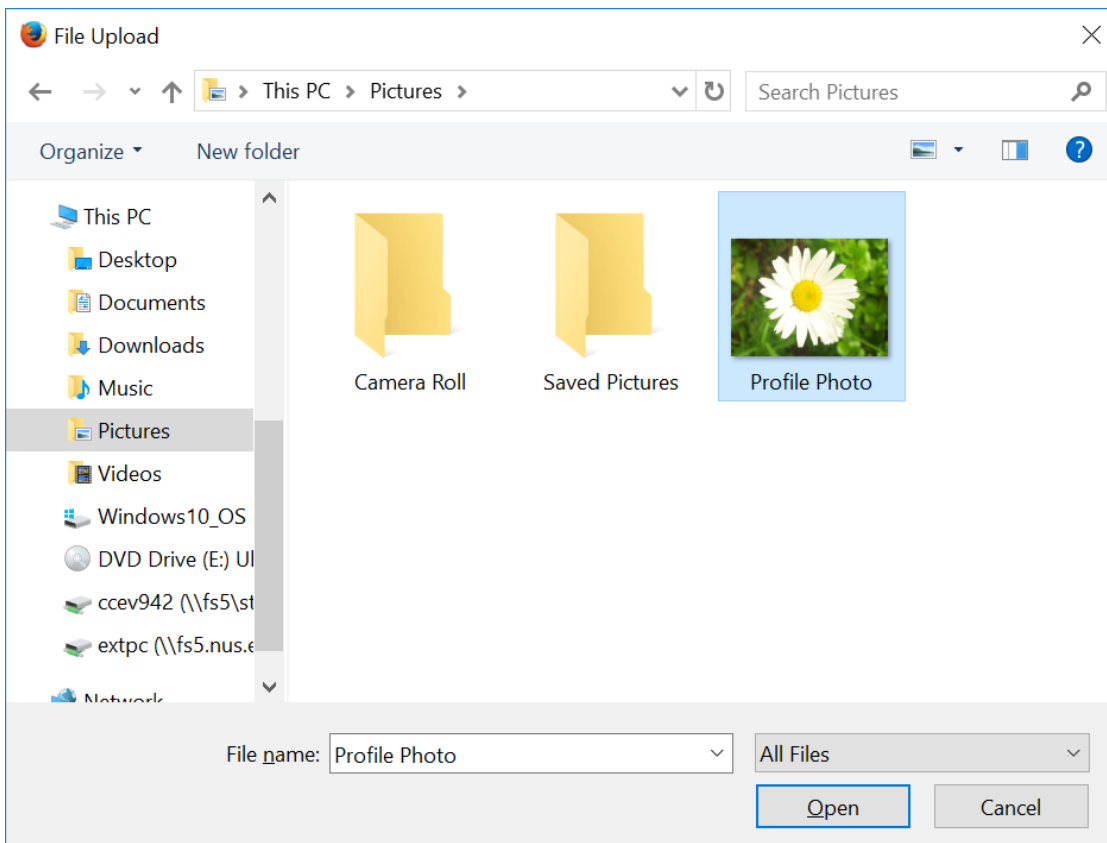 File Upload
This PC > Pictures >
Search Pictures
Organize
New folder
?
This PC
Desktop
Documents
Downloads
Music
Pictures
Videos
Windows10_OS
DVD Drive (E:) Ul
ccev942 (\\fs5\st
extpc (\\fs5.nus.e
Network
Camera Roll
Saved Pictures
Profile Photo
File name:
Profile Photo
All Files
Open
Cancel